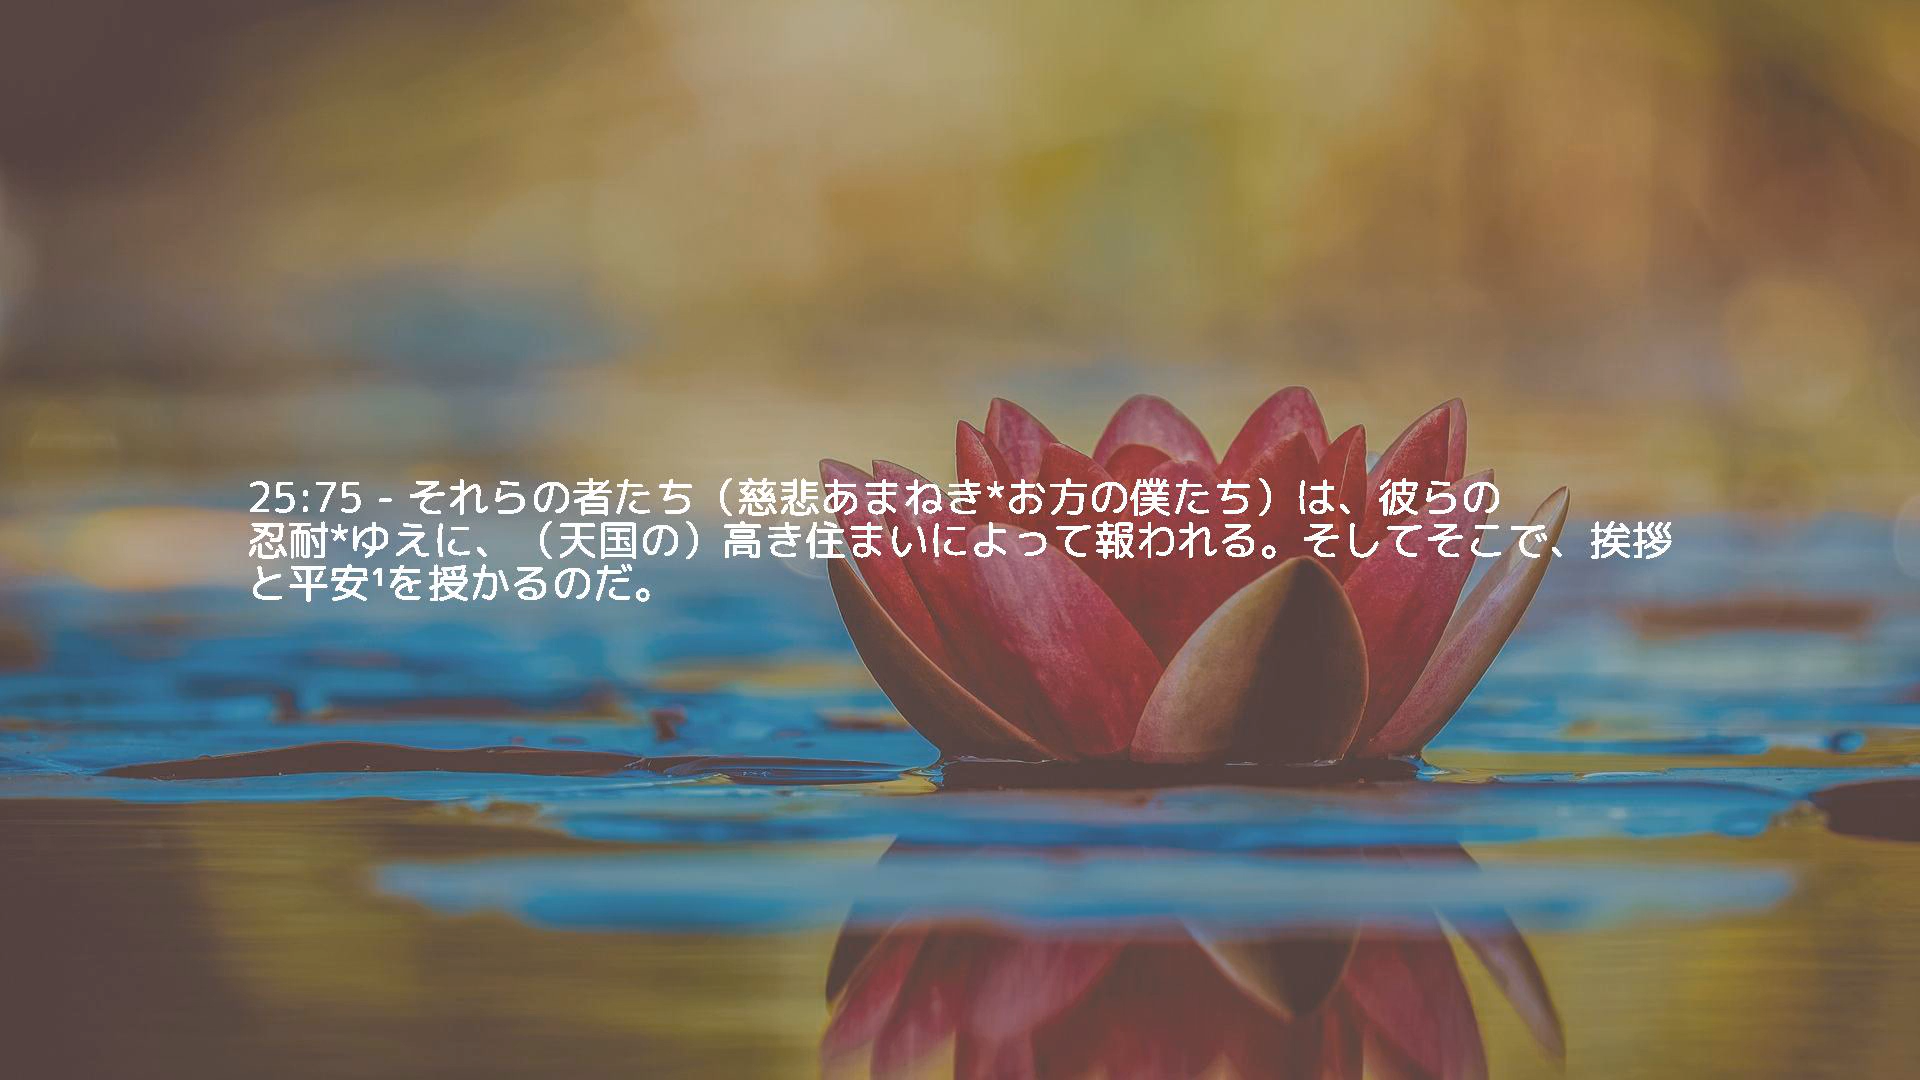 25:75 - それらの者たち（慈悲あまねき*お方の僕たち）は、彼らの
忍耐*ゆえに、（天国の）高き住まいによって報われる。そしてそこで、挨拶
と平安¹を授かるのだ。